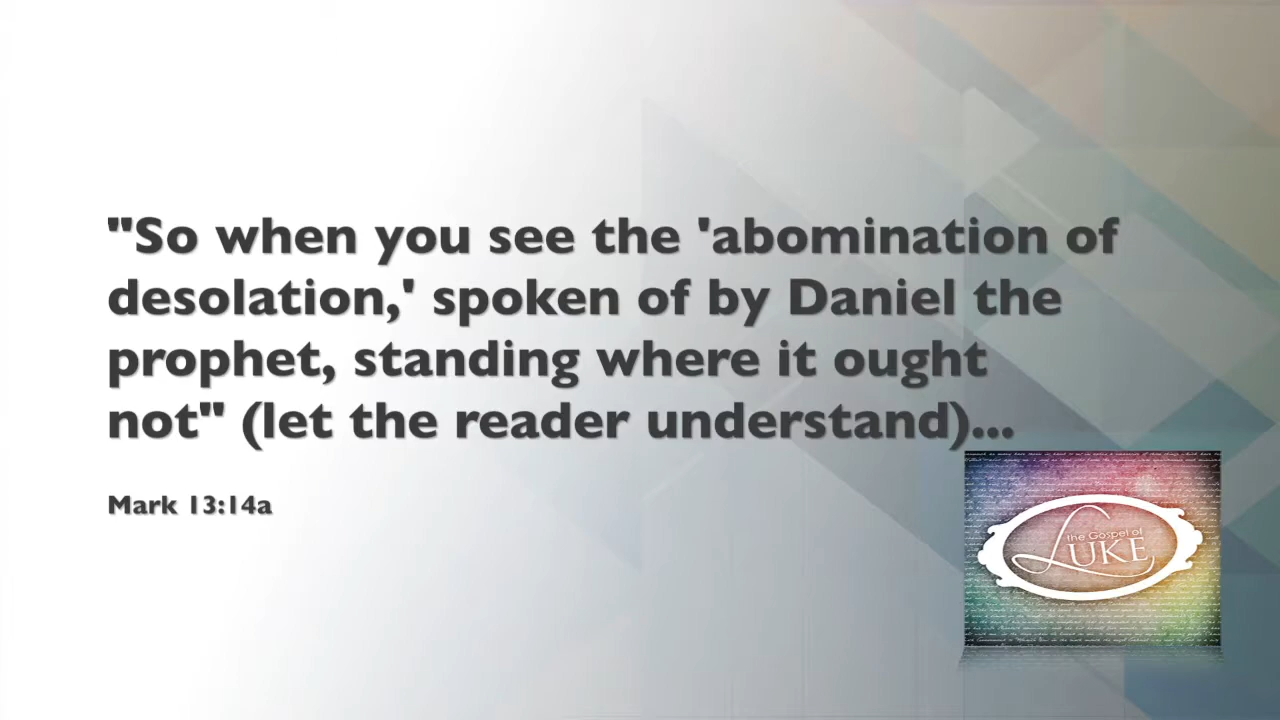 "So when you see the 'abomination of
desolation,' spoken of by Daniel the
prophet, standing where it ought
not" (let the reader understand)...
Mark 13:14a
the Gospel of
LUKE